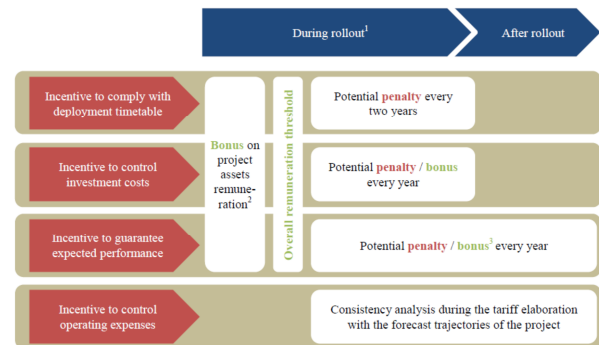 During rollout1
After rollout
Incentive to comply with
deployment timetable
Incentive to control
investment costs
Incentive to guarantee
expected performance
Incentive to control
operating expenses
Bonus on
project
assets
remune-
ration2
Overall remuneration threshold
Potential penalty every
two years
Potential penalty / bonus
every year
Potential penalty / bonus3 every year
Consistency analysis during the tariff elaboration
with the forecast trajectories of the project